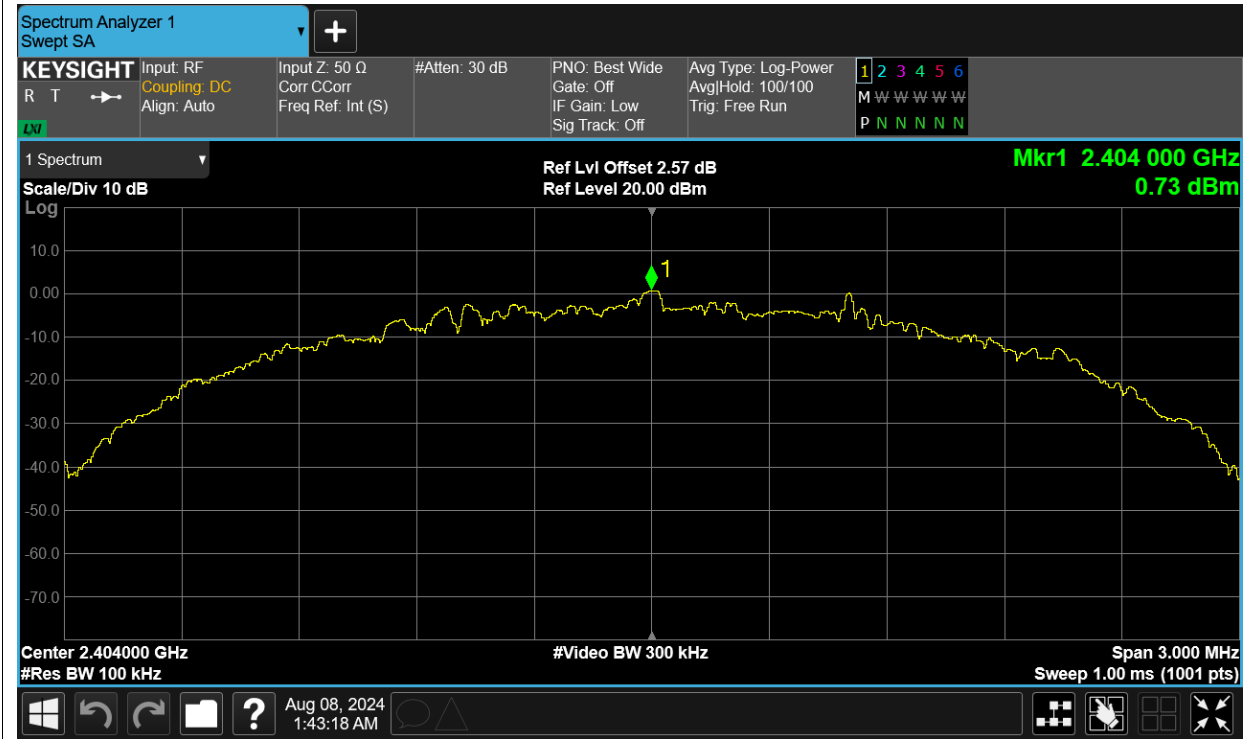 Spectrum Analyzer 1
Swept SA
KEYSIGHT
R T
LXI
Input: RF
Coupling: DC
Align: Auto
Input Z: 50 Ω
Corr CCorr
Freq Ref: Int (S)
#Atten: 30 dB
PNO: Best Wide
Gate: Off
IF Gain: Low
Sig Track: Off
Avg Type: Log-Power
Avg|Hold: 100/100
Trig: Free Run
1 2 3 4 5 6
M W W W W W
P N N N N N
1 Spectrum
Scale/Div 10 dB
Log
Ref Lvl Offset 2.57 dB
Ref Level 20.00 dBm
Mkr1 2.404 000 GHz
0.73 dBm
1
10.0
0.00
-10.0
-20.0
-30.0
-40.0
-50.0
-60.0
-70.0
Center 2.404000 GHz
#Res BW 100 kHz
#Video BW 300 kHz
Span 3.000 MHz
Sweep 1.00 ms (1001 pts)
?
Aug 08, 2024
1:43:18 AM